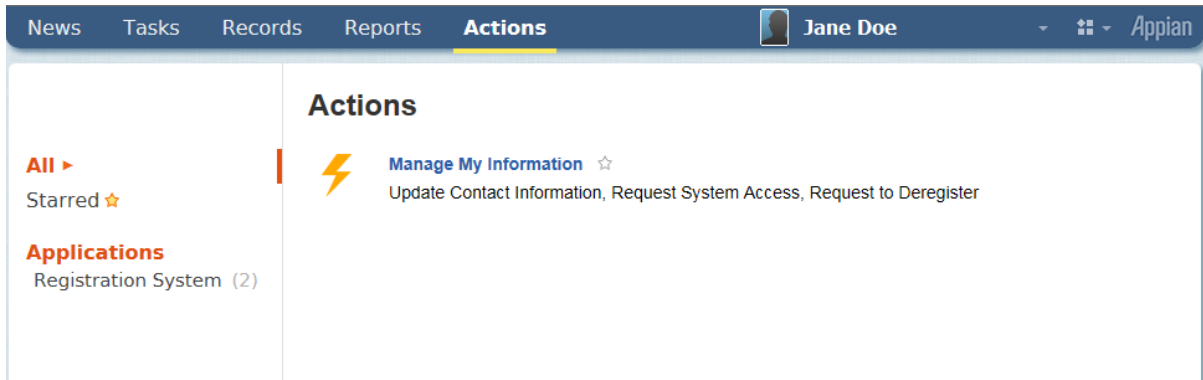 News Tasks Records Reports Actions Jane Doe Appian
Actions
All
Manage My Information
Update Contact Information, Request System Access, Request to Deregister
Starred
Applications
Registration System (2)